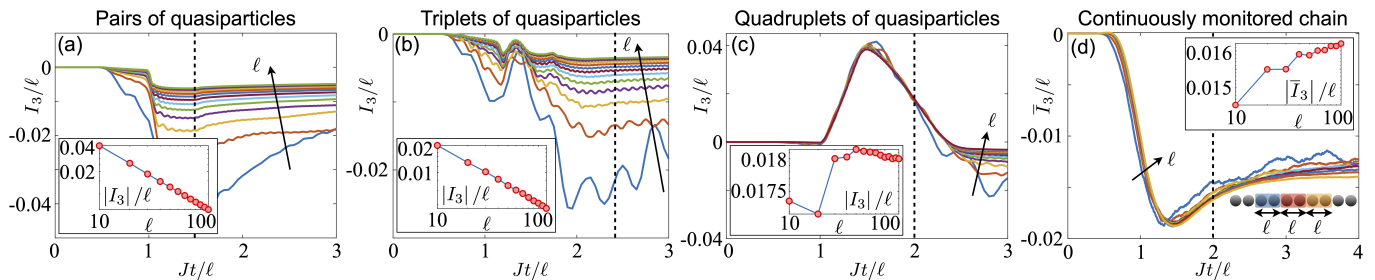 Pairs of quasiparticles
(a)
0
-0.02
-0.04
I₃/ℓ
ℓ
0.04
0.02
|I₃|/ℓ
10
ℓ
100
0
1
2
3
Jt/ℓ
Triplets of quasiparticles
(b)
0
-0.02
I₃/ℓ
ℓ
0.02
0.01
|I₃|/ℓ
10
ℓ
100
0
1
2
3
Jt/ℓ
Quadruplets of quasiparticles
(c)
0.04
0
-0.04
I₃/ℓ
ℓ
0.018
0.0175
|I₃|/ℓ
10
ℓ
100
0
1
2
3
Jt/ℓ
Continuously monitored chain
(d)
0
-0.01
-0.02
I̅₃/ℓ
ℓ
0.016
0.015
|I̅₃|/ℓ
10
ℓ
100
ℓ ℓ ℓ
0
1
2
3
4
Jt/ℓ